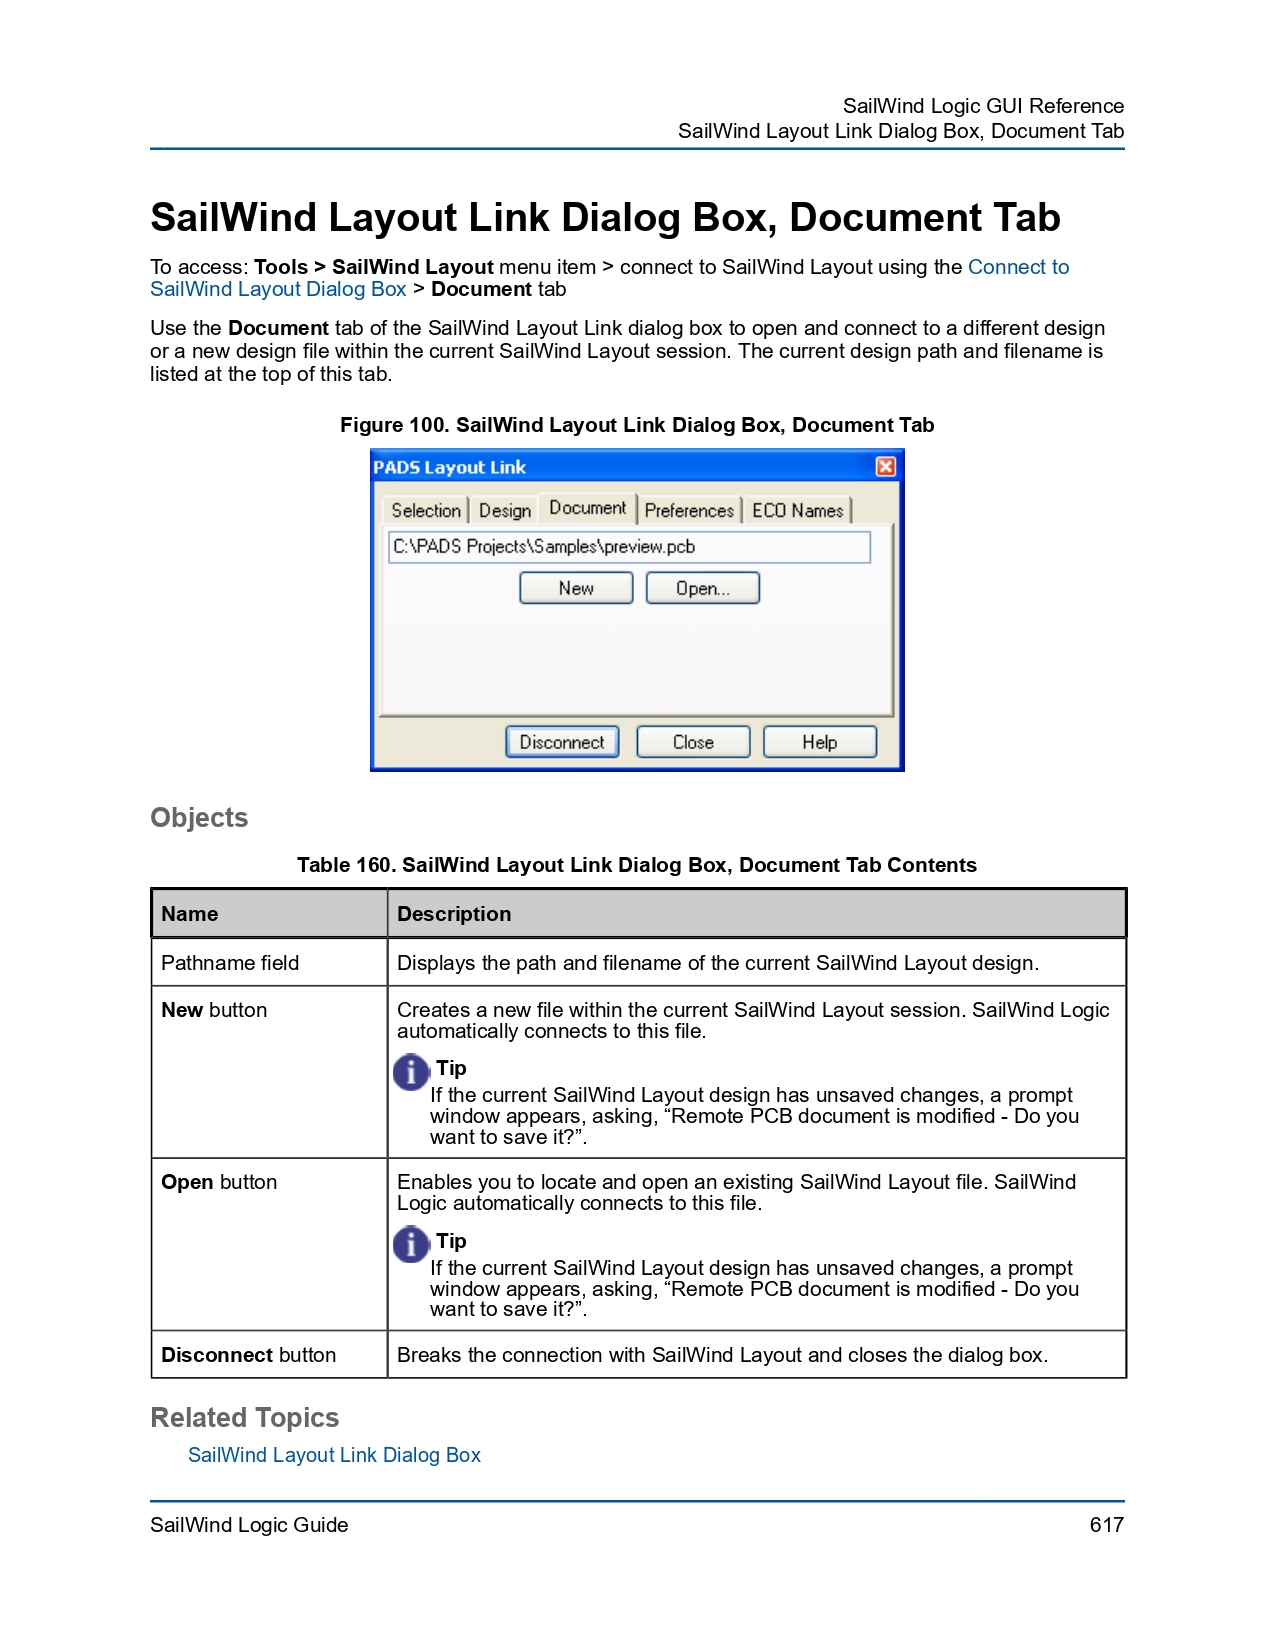 SailWind Logic GUI Reference
SailWind Layout Link Dialog Box, Document Tab
SailWind Layout Link Dialog Box, Document Tab
To access: Tools > SailWind Layout menu item > connect to SailWind Layout using the Connect to
SailWind Layout Dialog Box > Document tab
Use the Document tab of the SailWind Layout Link dialog box to open and connect to a different design
or a new design file within the current SailWind Layout session. The current design path and filename is
listed at the top of this tab.
Figure 100. SailWind Layout Link Dialog Box, Document Tab
PADS Layout Link
Selection Design Document Preferences ECO Names
C:\PADS Projects\Samples\preview.pcb
New Open...
Disconnect Close Help
Objects
Table 160. SailWind Layout Link Dialog Box, Document Tab Contents
Name Description
Pathname field Displays the path and filename of the current SailWind Layout design.
New button Creates a new file within the current SailWind Layout session. SailWind Logic
automatically connects to this file.
i Tip
If the current SailWind Layout design has unsaved changes, a prompt
window appears, asking, “Remote PCB document is modified - Do you
want to save it?”.
Open button Enables you to locate and open an existing SailWind Layout file. SailWind
Logic automatically connects to this file.
i Tip
If the current SailWind Layout design has unsaved changes, a prompt
window appears, asking, “Remote PCB document is modified - Do you
want to save it?”.
Disconnect button Breaks the connection with SailWind Layout and closes the dialog box.
Related Topics
SailWind Layout Link Dialog Box
SailWind Logic Guide 617